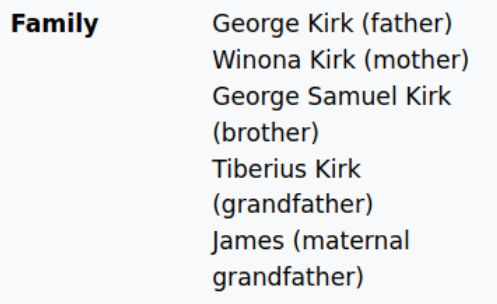 Family George Kirk (father)
Winona Kirk (mother)
George Samuel Kirk
(brother)
Tiberius Kirk
(grandfather)
James (maternal
grandfather)